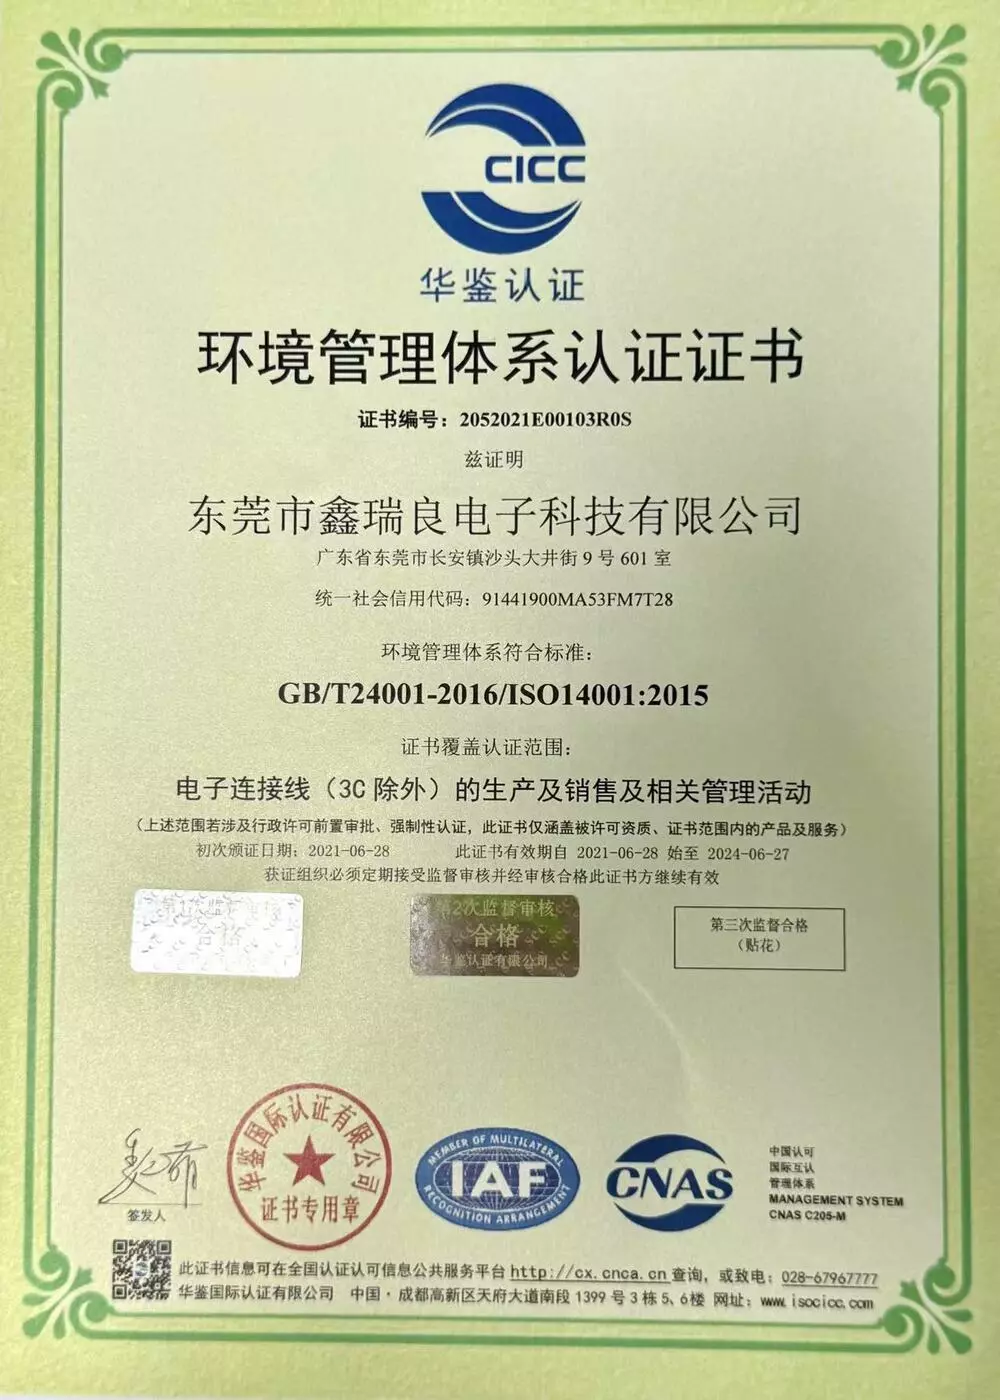 CICC
华鉴认证
环境管理体系认证证书
证书编号：2052021E00103R0S
兹证明
东莞市鑫瑞良电子科技有限公司
广东省东莞市长安镇沙头大井街 9 号 601 室
统一社会信用代码：91441900MA53FM7T28
环境管理体系符合标准：
GB/T24001-2016/ISO14001:2015
证书覆盖认证范围：
电子连接线（3C 除外）的生产及销售及相关管理活动
（上述范围若涉及行政许可前置审批、强制性认证，此证书仅涵盖被许可资质、证书范围内的产品及服务）
初次颁证日期：2021-06-28 此证书有效期自 2021-06-28 始至 2024-06-27
获证组织必须定期接受监督审核并经审核合格此证书方继续有效
第1次监督审核
合格
第2次监督审核
合格
华鉴认证有限公司
第三次监督合格
（贴花）
签发人
华鉴国际认证有限公司
证书专用章
MEMBER OF MULTILATERAL
IAF
RECOGNITION ARRANGEMENT
CNAS
中国认可
国际互认
管理体系
MANAGEMENT SYSTEM
CNAS C205-M
此证书信息可在全国认证认可信息公共服务平台 http://cx.cnca.cn 查询，或致电：028-67967777
华鉴国际认证有限公司 中国·成都高新区天府大道南段 1399 号 3 栋 5、6楼 网址：www.isocicc.com